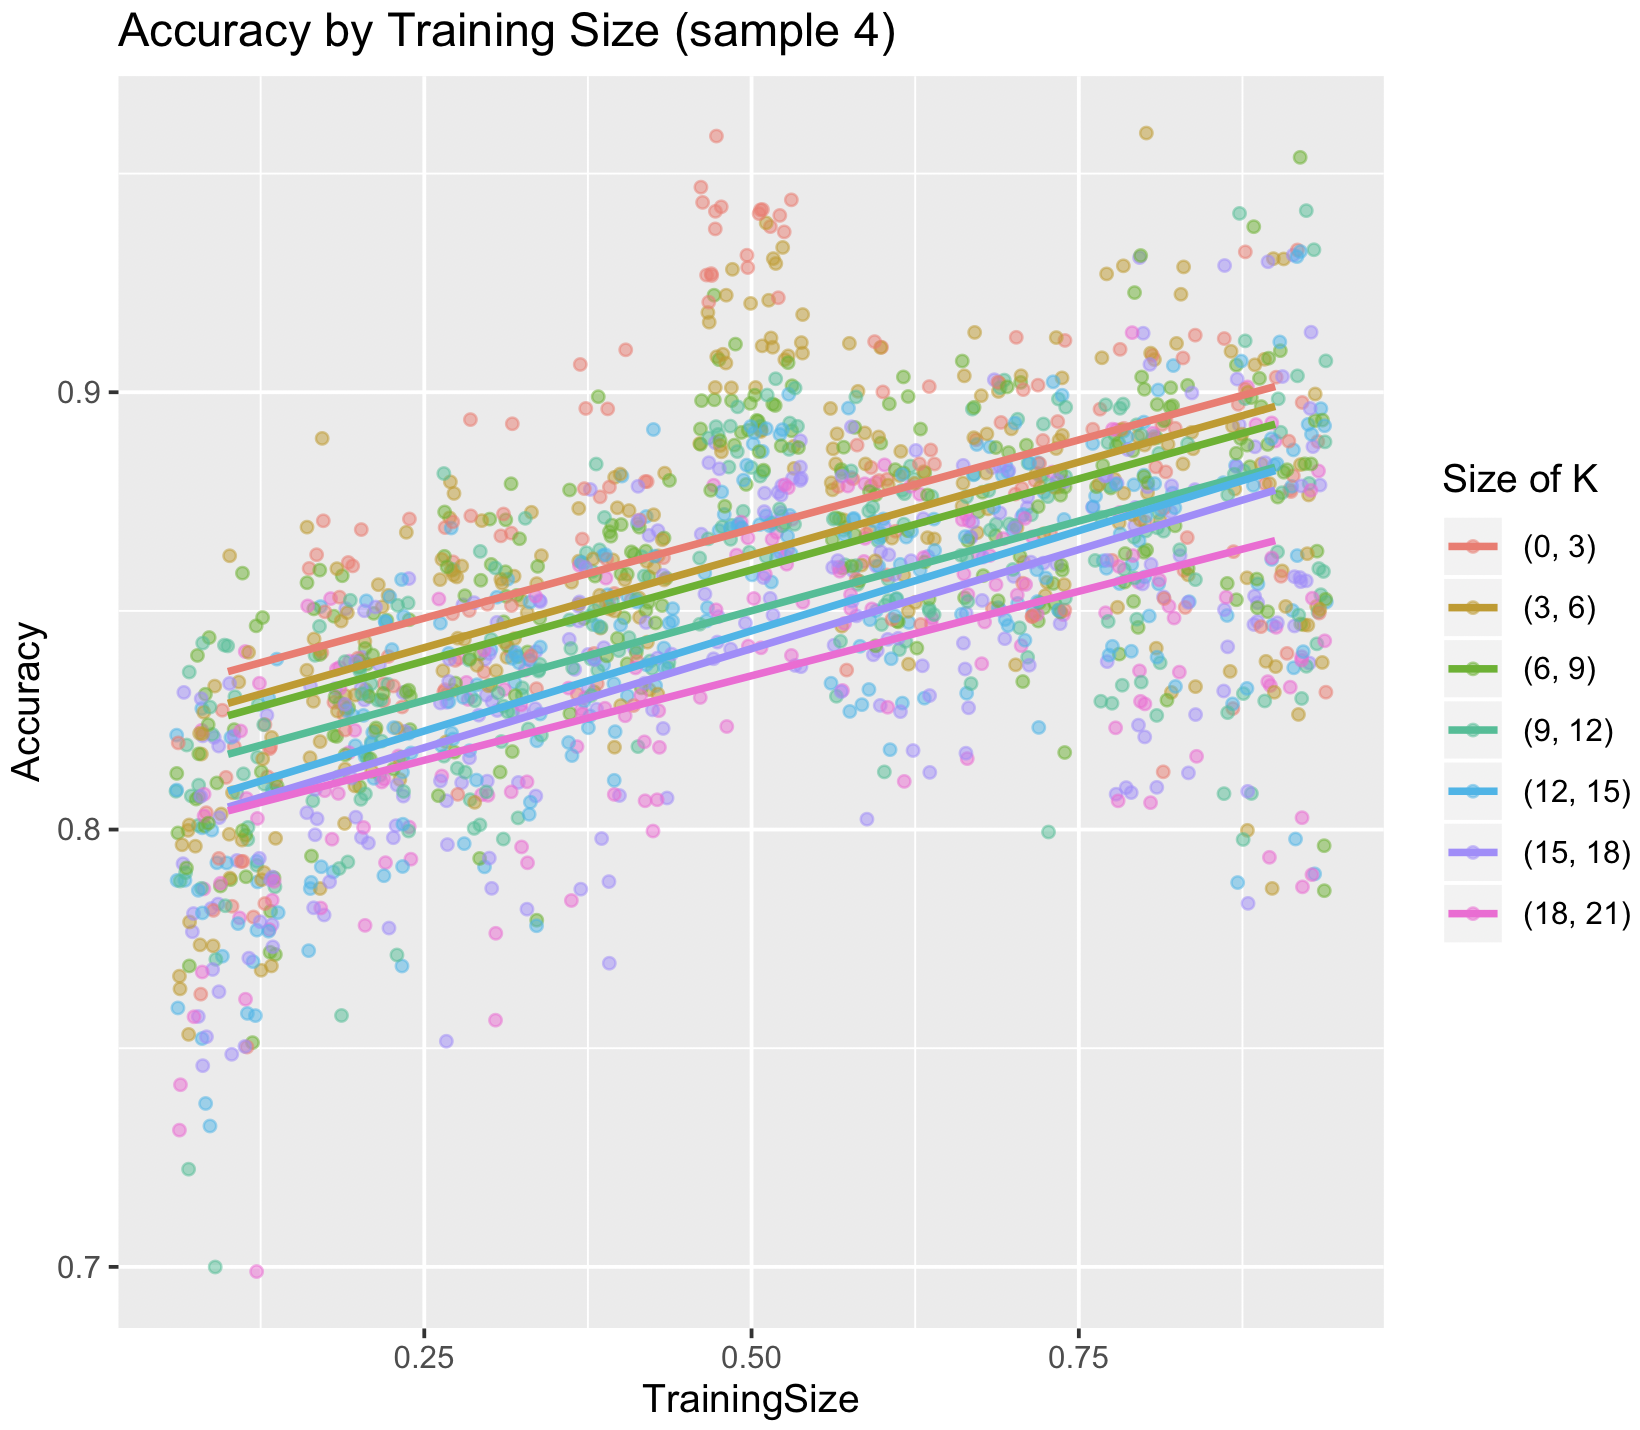 Accuracy by Training Size (sample 4)
Accuracy
0.9
0.8
0.7
0.25 0.50 0.75
TrainingSize
Size of K
(0, 3)
(3, 6)
(6, 9)
(9, 12)
(12, 15)
(15, 18)
(18, 21)